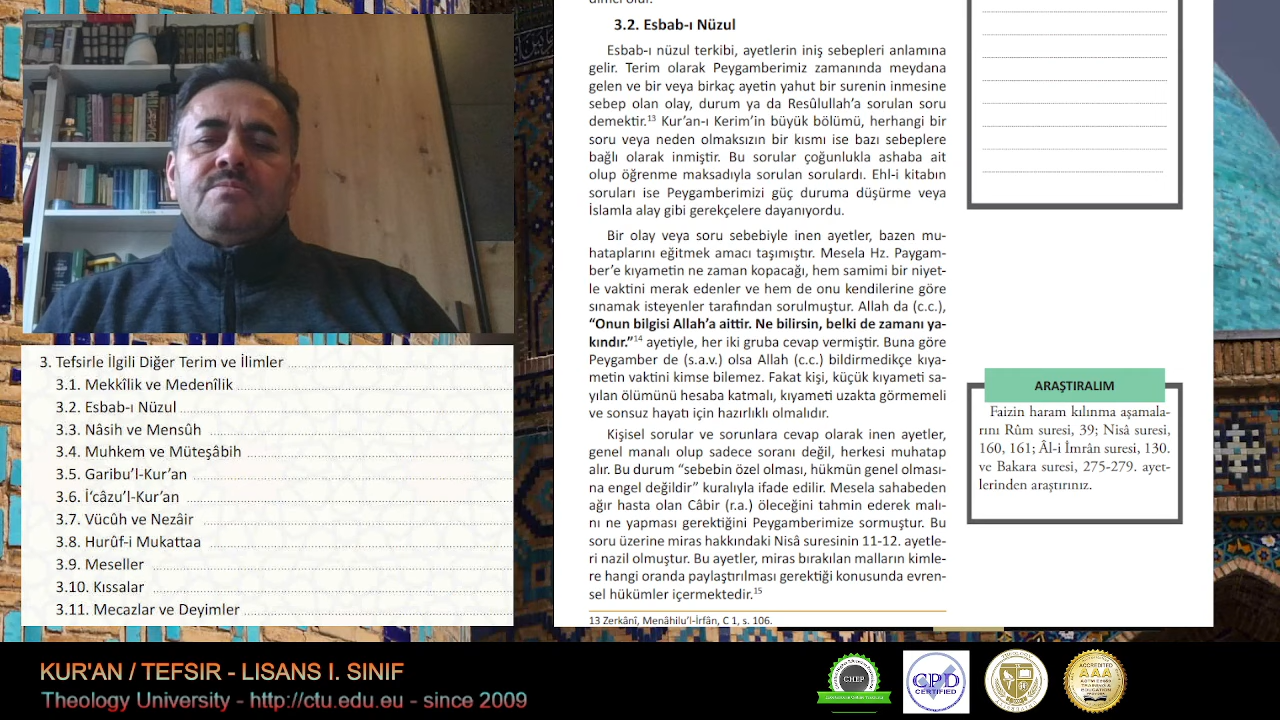 dimci olur.
3.2. Esbab-ı Nüzul
Esbab-ı nüzul terkibi, ayetlerin iniş sebepleri anlamına
gelir. Terim olarak Peygamberimiz zamanında meydana
gelen ve bir veya birkaç ayetin yahut bir surenin inmesine
sebep olan olay, durum ya da Resûlullah’a sorulan soru
demektir.13 Kur’an-ı Kerim’in büyük bölümü, herhangi bir
soru veya neden olmaksızın bir kısmı ise bazı sebeplere
bağlı olarak inmiştir. Bu sorular çoğunlukla ashaba ait
olup öğrenme maksadıyla sorulan sorulardı. Ehl-i kitabın
soruları ise Peygamberimizi güç duruma düşürme veya
İslamla alay gibi gerekçelere dayanıyordu.
Bir olay veya soru sebebiyle inen ayetler, bazen mu-
hataplarını eğitmek amacı taşımıştır. Mesela Hz. Paygam-
ber’e kıyametin ne zaman kopacağı, hem samimi bir niyet-
le vaktini merak edenler ve hem de onu kendilerine göre
sınamak isteyenler tarafından sorulmuştur. Allah da (c.c.),
“Onun bilgisi Allah’a aittir. Ne bilirsin, belki de zamanı ya-
kındır.”14 ayetiyle, her iki gruba cevap vermiştir. Buna göre
Peygamber de (s.a.v.) olsa Allah (c.c.) bildirmedikçe kıya-
metin vaktini kimse bilemez. Fakat kişi, küçük kıyameti sa-
yılan ölümünü hesaba katmalı, kıyameti uzakta görmemeli
ve sonsuz hayatı için hazırlıklı olmalıdır.
Kişisel sorular ve sorunlara cevap olarak inen ayetler,
genel manalı olup sadece soranı değil, herkesi muhatap
alır. Bu durum “sebebin özel olması, hükmün genel olması-
na engel değildir” kuralıyla ifade edilir. Mesela sahabeden
ağır hasta olan Câbir (r.a.) öleceğini tahmin ederek malı-
nı ne yapması gerektiğini Peygamberimize sormuştur. Bu
soru üzerine miras hakkındaki Nisâ suresinin 11-12. ayetle-
ri nazil olmuştur. Bu ayetler, miras bırakılan malların kimle-
re hangi oranda paylaştırılması gerektiği konusunda evren-
sel hükümler içermektedir.15
13 Zerkânî, Menâhilu’l-İrfân, C 1, s. 106.
ARAŞTIRALIM
Faizin haram kılınma aşamala-
rını Rûm suresi, 39; Nisâ suresi,
160, 161; Âl-i İmrân suresi, 130.
ve Bakara suresi, 275-279. ayet-
lerinden araştırınız.
3. Tefsirle İlgili Diğer Terim ve İlimler
3.1. Mekkîlik ve Medenîlik
3.2. Esbab-ı Nüzul
3.3. Nâsih ve Mensûh
3.4. Muhkem ve Müteşâbih
3.5. Garibu’l-Kur’an
3.6. İ’câzu’l-Kur’an
3.7. Vücûh ve Nezâir
3.8. Hurûf-i Mukattaa
3.9. Meseller
3.10. Kıssalar
3.11. Mecazlar ve Deyimler
KUR'AN / TEFSIR - LISANS I. SINIF
Theology University - http://ctu.edu.eu - since 2009
CHEP
CPD
CERTIFIED
ACCREDITED
AAA